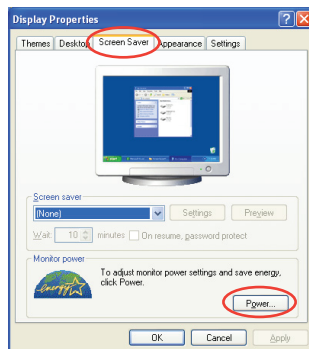 Display Properties
Themes Desktop Screen Saver Appearance Settings
Screen saver
(None) Settings Preview
Wait: 10 minutes On resume, password protect
Monitor power
To adjust monitor power settings and save energy,
click Power.
energy
Power...
OK Cancel Apply